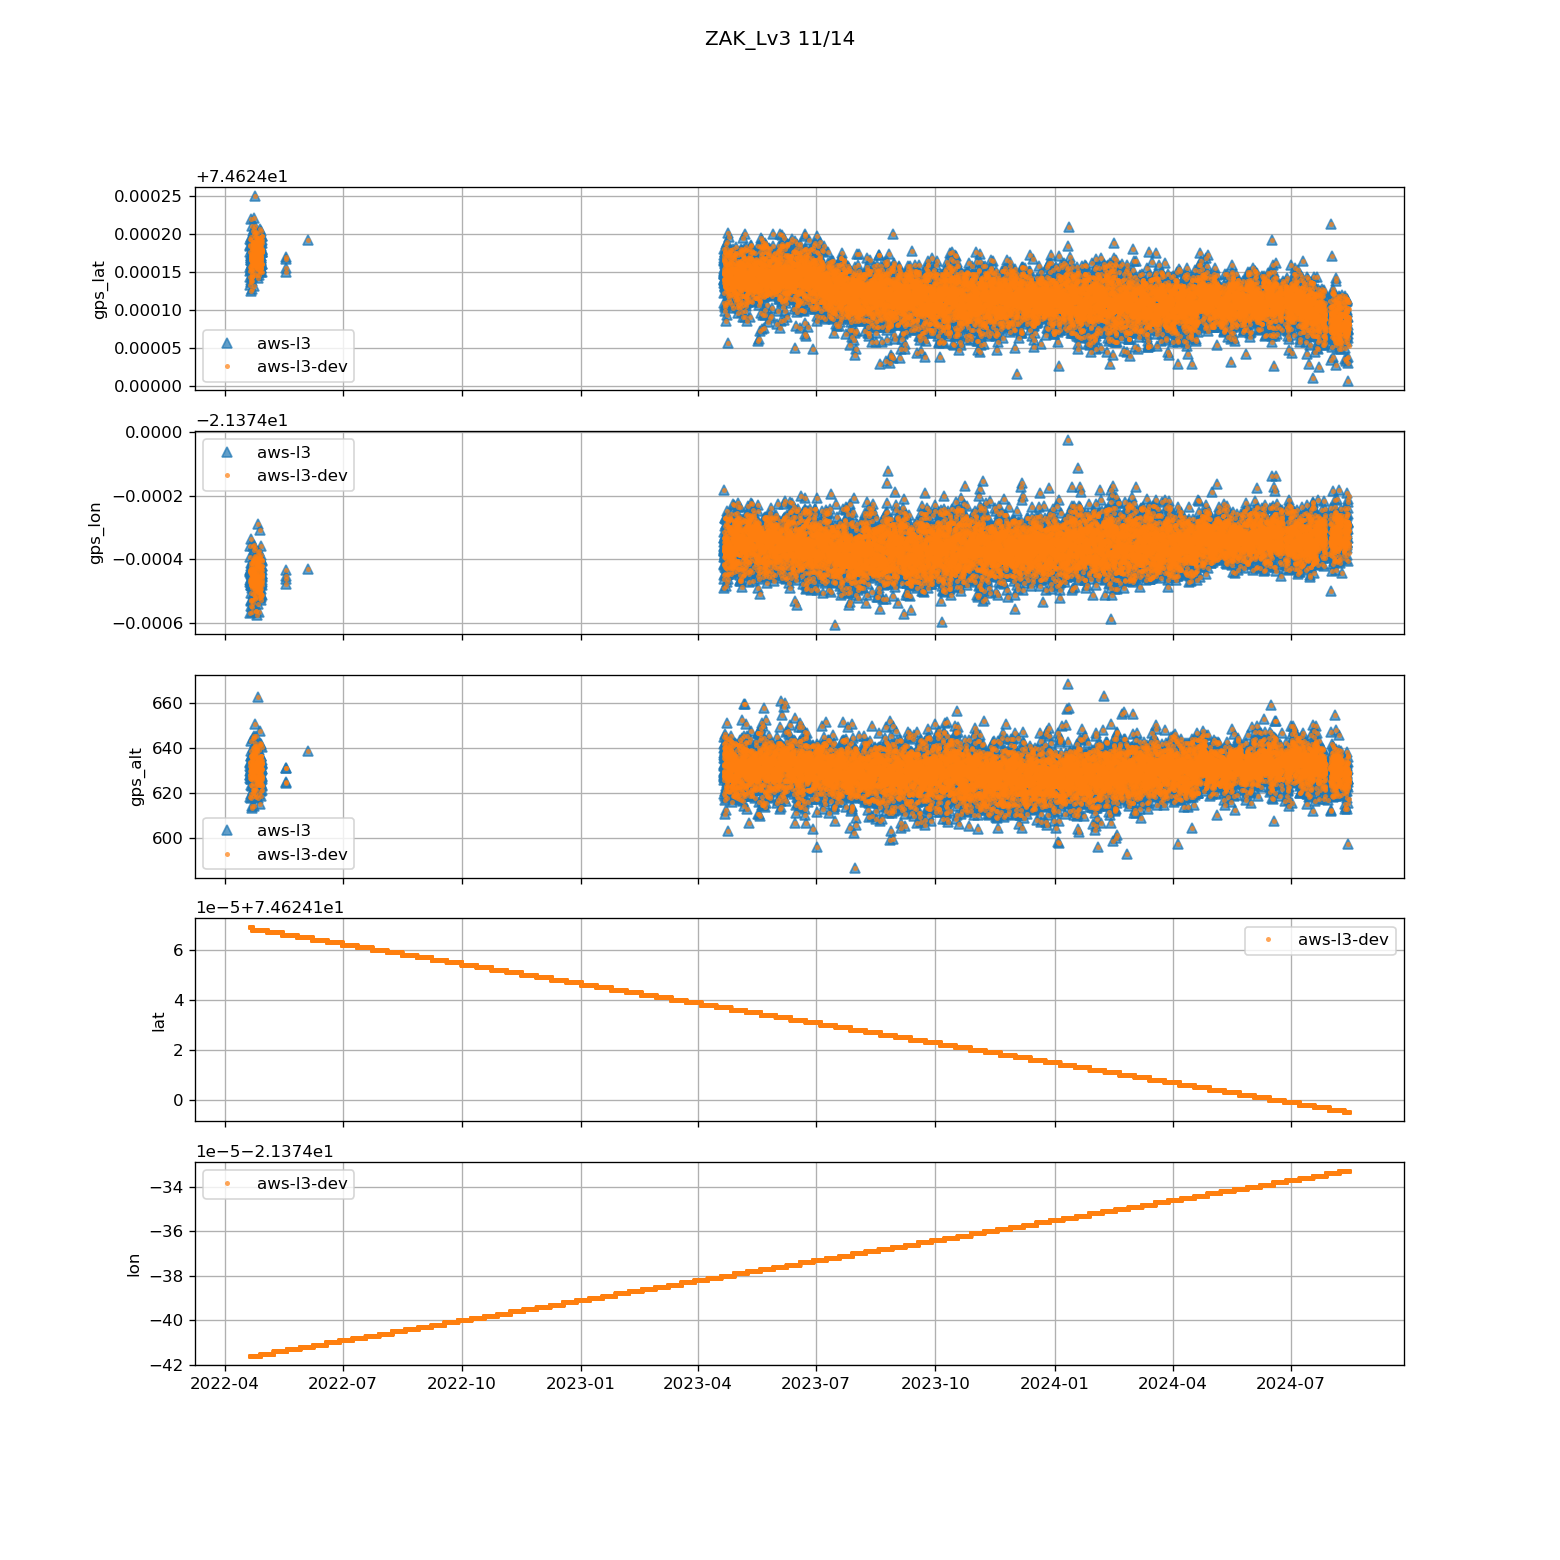 ZAK_Lv3 11/14
+7.4624e1
0.00025
0.00020
0.00015
0.00010
0.00005
0.00000
gps_lat
aws-l3
aws-l3-dev
−2.1374e1
0.0000
−0.0002
−0.0004
−0.0006
gps_lon
aws-l3
aws-l3-dev
660
640
620
600
gps_alt
aws-l3
aws-l3-dev
1e−5+7.46241e1
6
4
2
0
lat
aws-l3-dev
1e−5−2.1374e1
−34
−36
−38
−40
−42
lon
aws-l3-dev
2022-04 2022-07 2022-10 2023-01 2023-04 2023-07 2023-10 2024-01 2024-04 2024-07